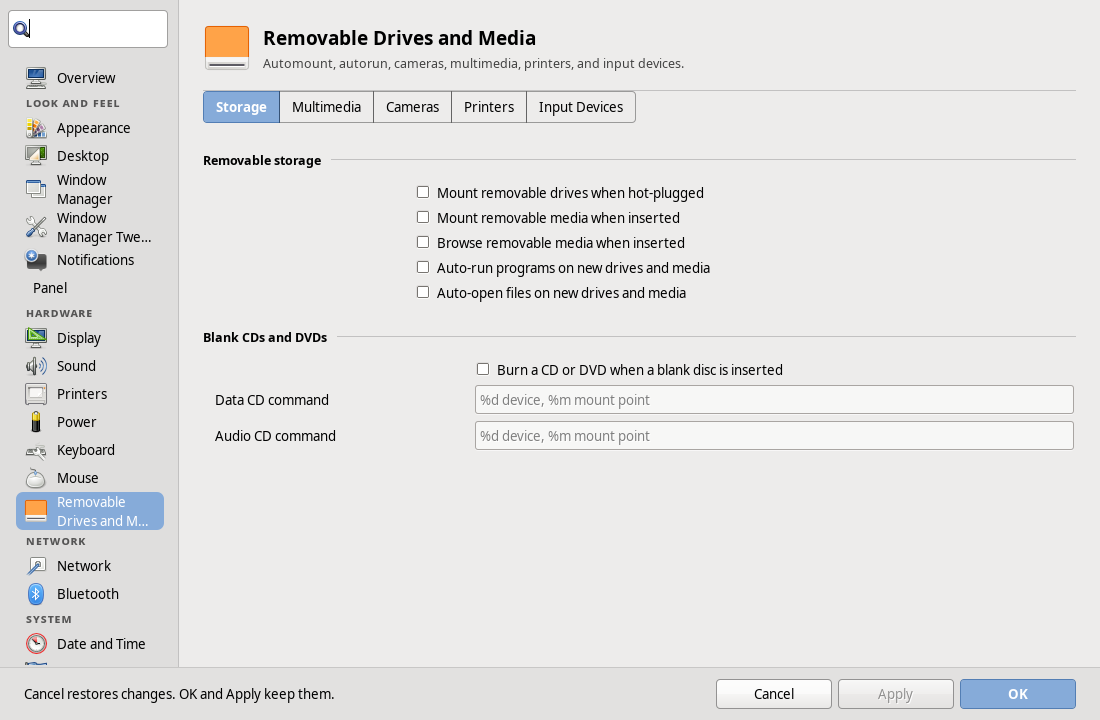 Overview
LOOK AND FEEL
Appearance
Desktop
Window
Manager
Window
Manager Twe...
Notifications
Panel
HARDWARE
Display
Sound
Printers
Power
Keyboard
Mouse
Removable
Drives and M...
NETWORK
Network
Bluetooth
SYSTEM
Date and Time
Removable Drives and Media
Automount, autorun, cameras, multimedia, printers, and input devices.
Storage Multimedia Cameras Printers Input Devices
Removable storage
Mount removable drives when hot-plugged
Mount removable media when inserted
Browse removable media when inserted
Auto-run programs on new drives and media
Auto-open files on new drives and media
Blank CDs and DVDs
Burn a CD or DVD when a blank disc is inserted
Data CD command %d device, %m mount point
Audio CD command %d device, %m mount point
Cancel restores changes. OK and Apply keep them.
Cancel Apply OK